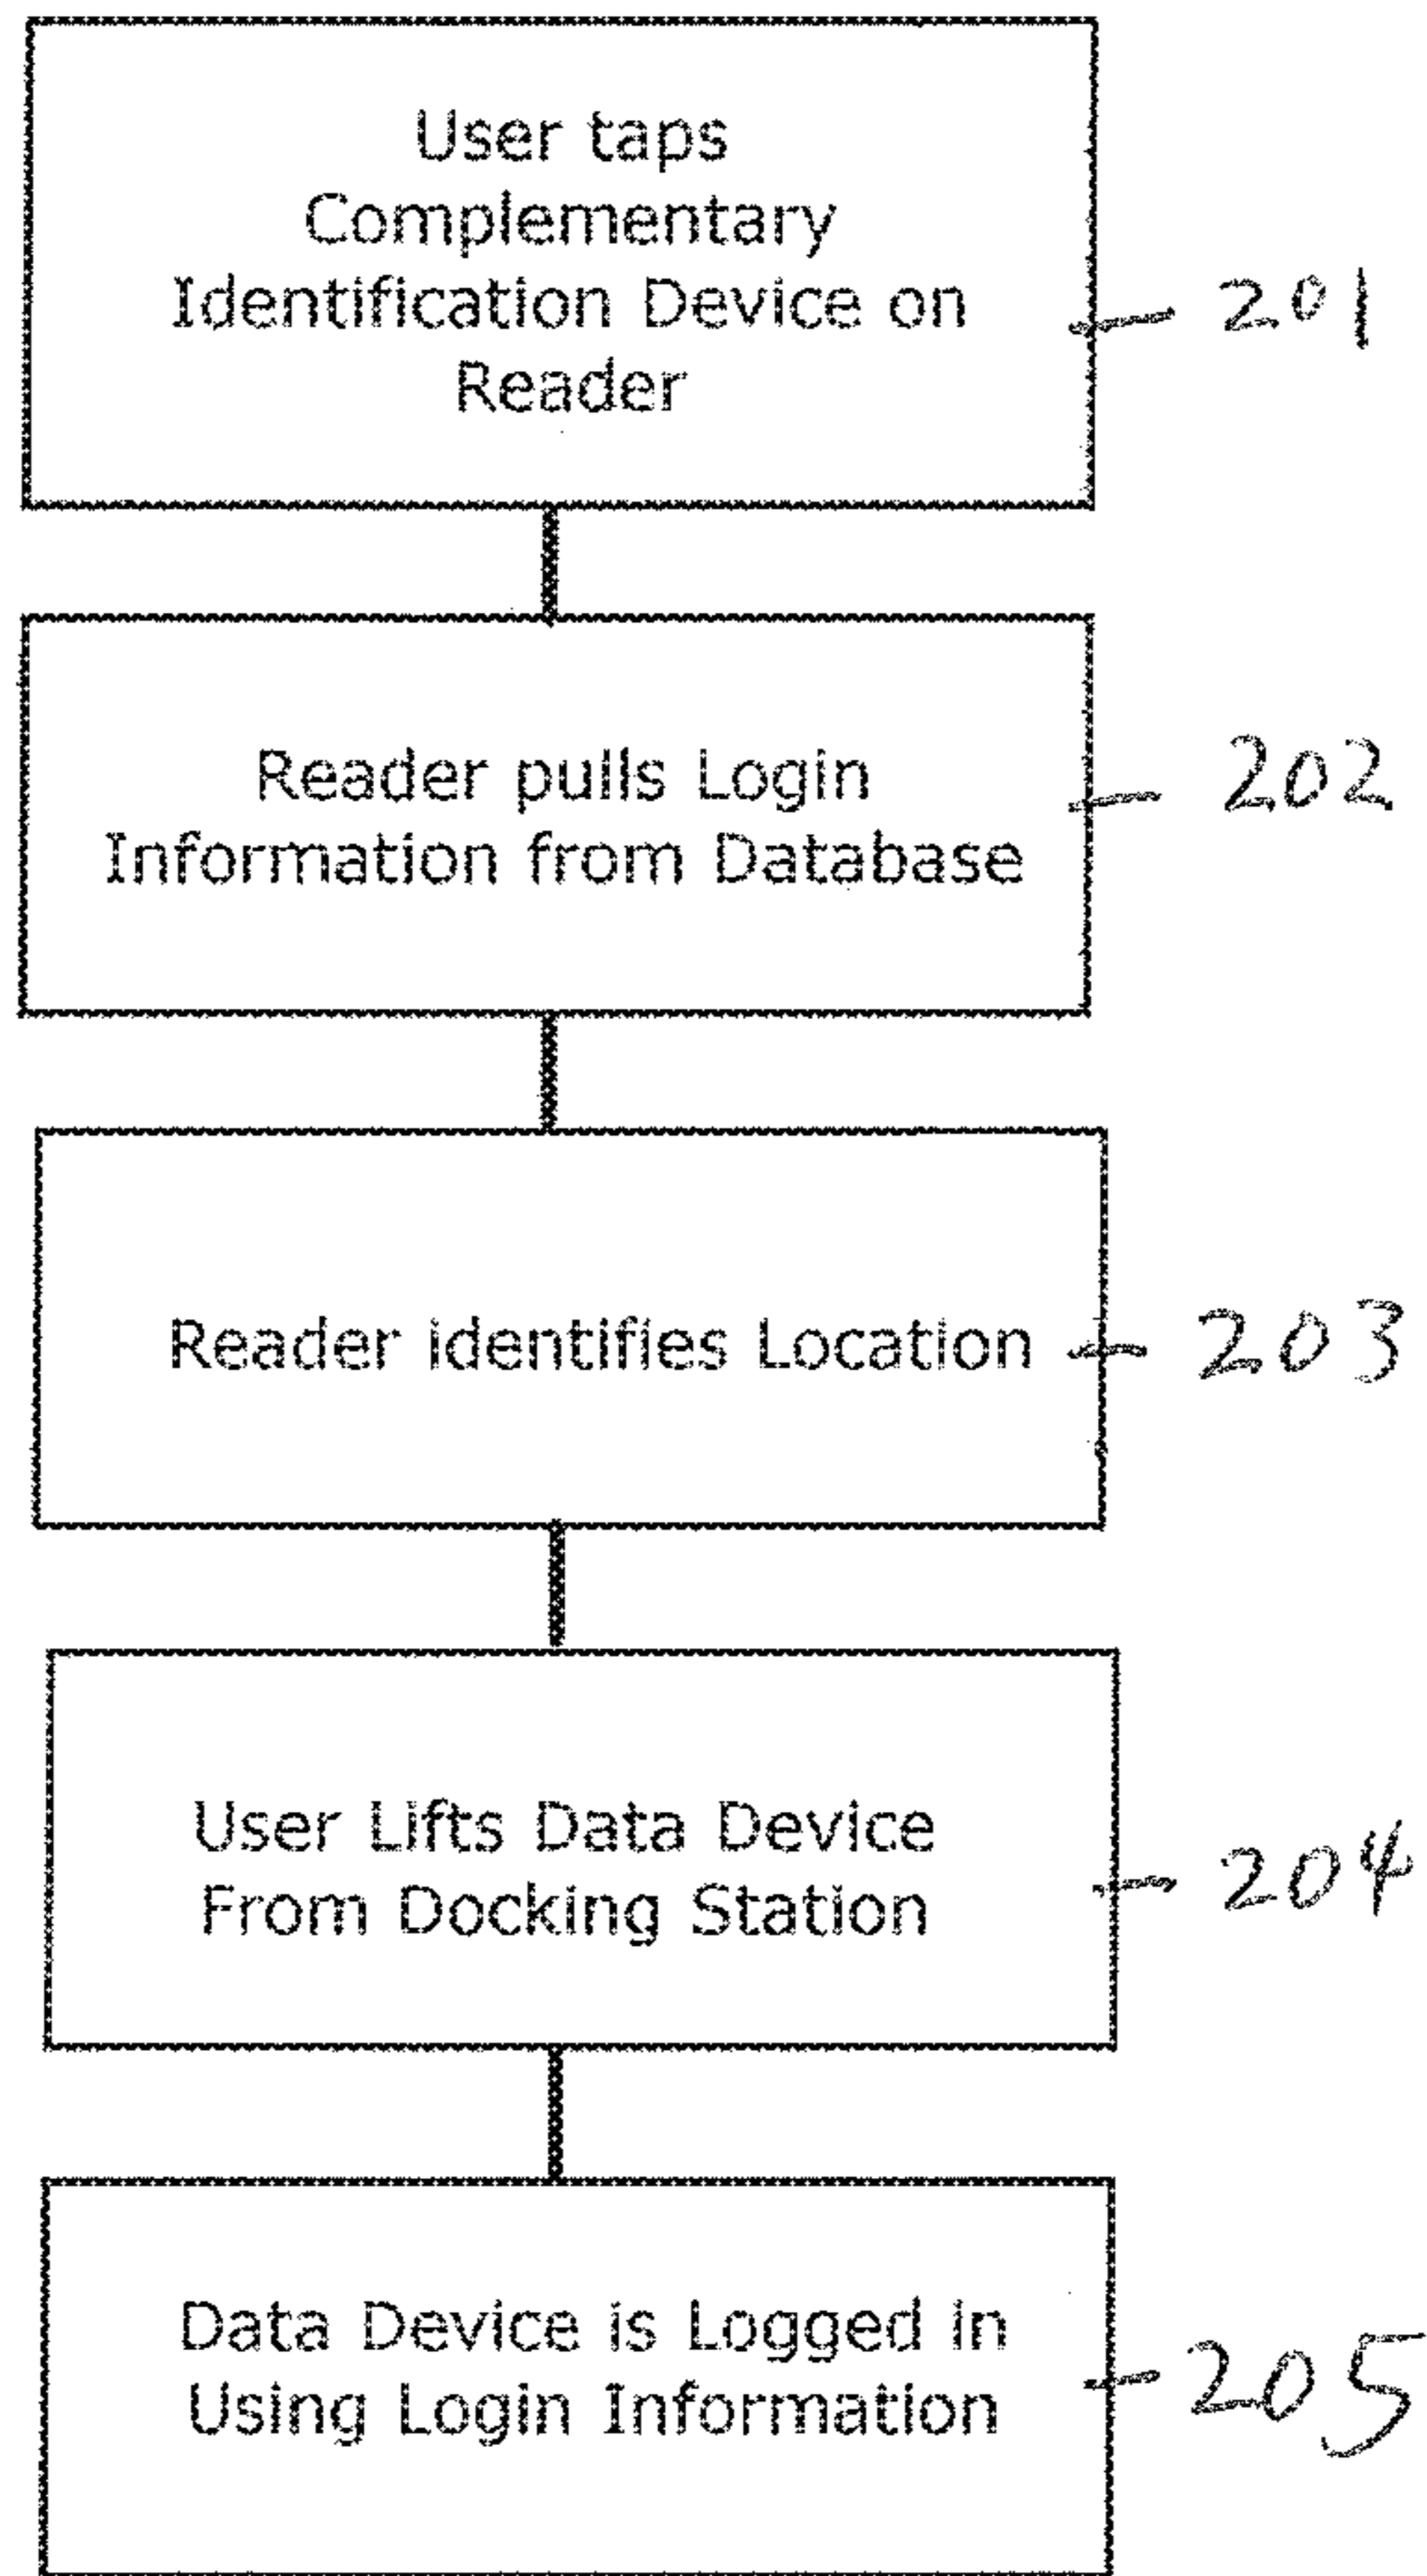 User taps
Complementary
Identification Device on
Reader
201
Reader pulls Login
Information from Database
202
Reader identifies Location
203
User Lifts Data Device
From Docking Station
204
Data Device is Logged in
Using Login Information
205